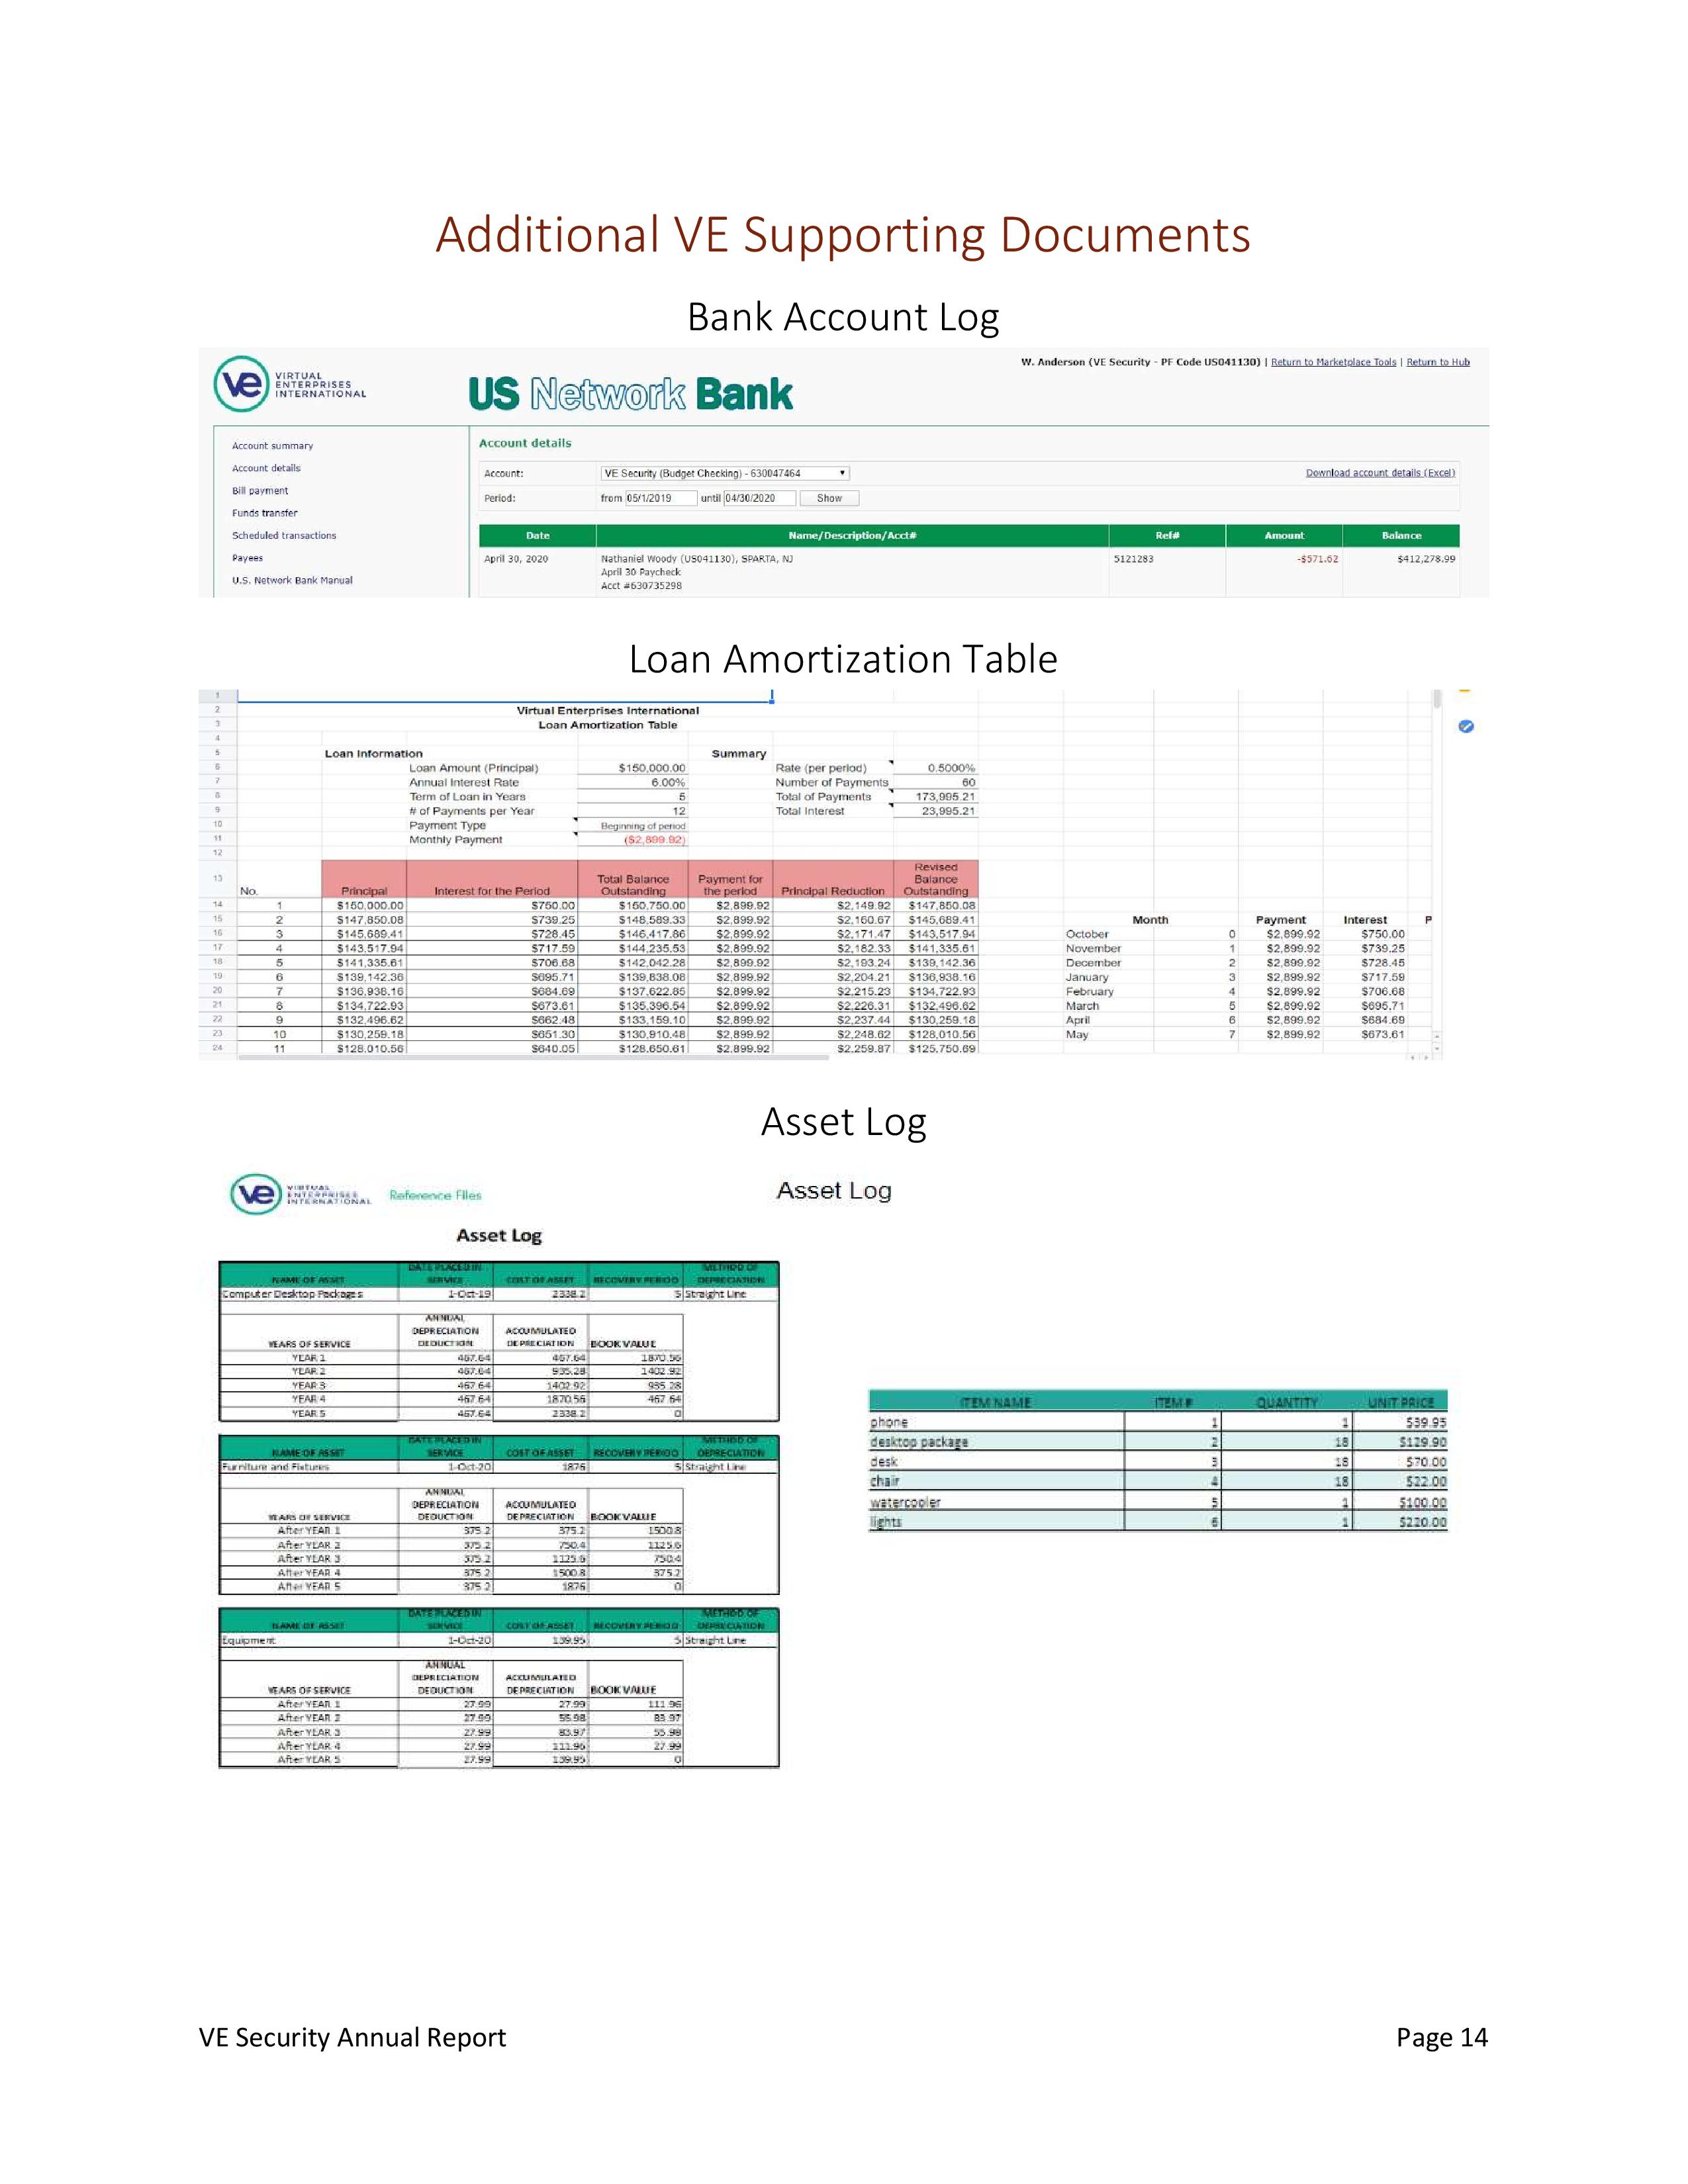 Additional VE Supporting Documents
Bank Account Log
W. Anderson (VE Security - PF Code US041130) | Return to Marketplace Tools | Return to Hub
ve VIRTUAL
ENTERPRISES
INTERNATIONAL
US Network Bank
Account summary
Account details
Bill payment
Funds transfer
Scheduled transactions
Payees
U.S. Network Bank Manual
Account details
Account: VE Security (Budget Checking) - 630047464 Download account details (Excel)
Period: from 05/1/2019 until 04/30/2020 Show
Date Name/Description/Acct# Ref# Amount Balance
April 30, 2020 Nathaniel Woody (US041130), SPARTA, NJ 5121283 -$571.62 $412,278.99
April 30 Paycheck
Acct #630735298
Loan Amortization Table
1
2 Virtual Enterprises International
3 Loan Amortization Table
4
5 Loan Information Summary
6 Loan Amount (Principal) $150,000.00 Rate (per period) 0.5000%
7 Annual Interest Rate 6.00% Number of Payments 60
8 Term of Loan in Years 5 Total of Payments 173,995.21
9 # of Payments per Year 12 Total Interest 23,995.21
10 Payment Type Beginning of period
11 Monthly Payment ($2,899.92)
12
13 No. Principal Interest for the Period Total Balance Outstanding Payment for the period Principal Reduction Revised Balance Outstanding
14 1 $150,000.00 $750.00 $150,750.00 $2,899.92 $2,149.92 $147,850.08
15 2 $147,850.08 $739.25 $148,589.33 $2,899.92 $2,160.67 $145,689.41 Month Payment Interest P
16 3 $145,689.41 $728.45 $146,417.86 $2,899.92 $2,171.47 $143,517.94 October 0 $2,899.92 $750.00
17 4 $143,517.94 $717.59 $144,235.53 $2,899.92 $2,182.33 $141,335.61 November 1 $2,899.92 $739.25
18 5 $141,335.61 $706.68 $142,042.28 $2,899.92 $2,193.24 $139,142.36 December 2 $2,899.92 $728.45
19 6 $139,142.36 $695.71 $139,838.08 $2,899.92 $2,204.21 $136,938.16 January 3 $2,899.92 $717.59
20 7 $136,938.16 $684.69 $137,622.85 $2,899.92 $2,215.23 $134,722.93 February 4 $2,899.92 $706.68
21 8 $134,722.93 $673.61 $135,396.54 $2,899.92 $2,226.31 $132,496.62 March 5 $2,899.92 $695.71
22 9 $132,496.62 $662.48 $133,159.10 $2,899.92 $2,237.44 $130,259.18 April 6 $2,899.92 $684.69
23 10 $130,259.18 $651.30 $130,910.48 $2,899.92 $2,248.62 $128,010.56 May 7 $2,899.92 $673.61
24 11 $128,010.56 $640.05 $128,650.61 $2,899.92 $2,259.87 $125,750.69
Asset Log
ve VIRTUAL
ENTERPRISES
INTERNATIONAL
Reference Files
Asset Log
Asset Log
NAME OF ASSET DATE PLACED IN SERVICE COST OF ASSET RECOVERY PERIOD METHOD OF DEPRECIATION
Computer Desktop Packages 1-Oct-19 2338.2 5 Straight Line
YEARS OF SERVICE ANNUAL DEPRECIATION DEDUCTION ACCUMULATED DEPRECIATION BOOK VALUE
YEAR 1 467.64 467.64 1870.56
YEAR 2 467.64 935.28 1402.92
YEAR 3 467.64 1402.92 935.28
YEAR 4 467.64 1870.56 467.64
YEAR 5 467.64 2338.2 0
NAME OF ASSET DATE PLACED IN SERVICE COST OF ASSET RECOVERY PERIOD METHOD OF DEPRECIATION
Furniture and Fixtures 1-Oct-20 1876 5 Straight Line
YEARS OF SERVICE ANNUAL DEPRECIATION DEDUCTION ACCUMULATED DEPRECIATION BOOK VALUE
After YEAR 1 375.2 375.2 1500.8
After YEAR 2 375.2 750.4 1125.6
After YEAR 3 375.2 1125.6 750.4
After YEAR 4 375.2 1500.8 375.2
After YEAR 5 375.2 1876 0
NAME OF ASSET DATE PLACED IN SERVICE COST OF ASSET RECOVERY PERIOD METHOD OF DEPRECIATION
Equipment 1-Oct-20 139.95 5 Straight Line
YEARS OF SERVICE ANNUAL DEPRECIATION DEDUCTION ACCUMULATED DEPRECIATION BOOK VALUE
After YEAR 1 27.99 27.99 111.96
After YEAR 2 27.99 55.98 83.97
After YEAR 3 27.99 83.97 55.98
After YEAR 4 27.99 111.96 27.99
After YEAR 5 27.99 139.95 0
ITEM NAME ITEM # QUANTITY UNIT PRICE
phone 1 1 $39.95
desktop package 2 18 $129.90
desk 3 18 $70.00
chair 4 18 $22.00
watercooler 5 1 $100.00
lights 6 1 $220.00
VE Security Annual Report Page 14